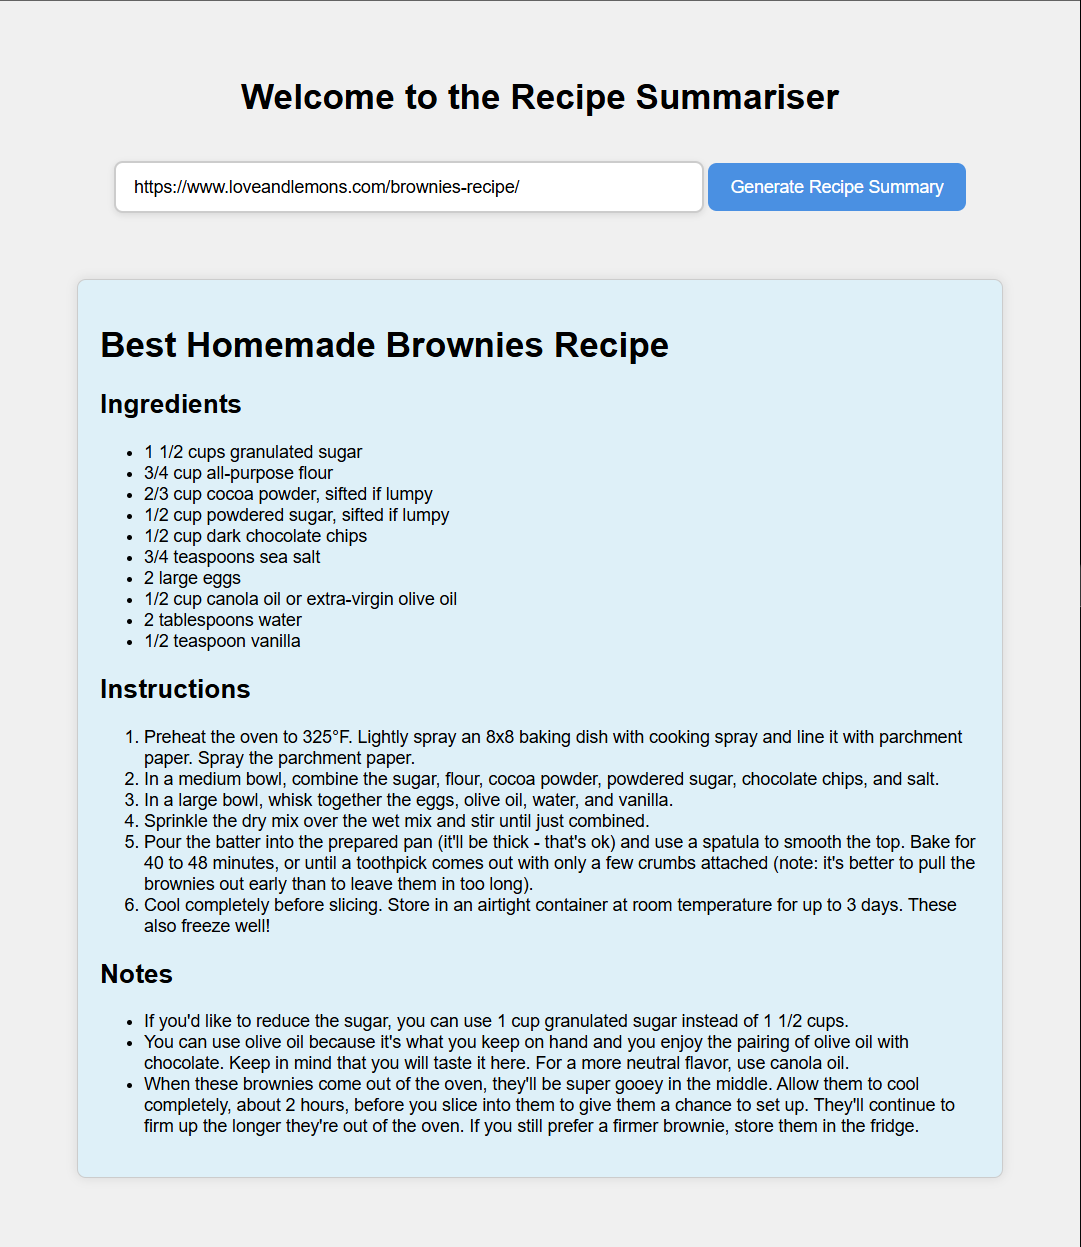 Welcome to the Recipe Summariser
https://www.loveandlemons.com/brownies-recipe/
Generate Recipe Summary
Best Homemade Brownies Recipe
Ingredients
• 1 1/2 cups granulated sugar
• 3/4 cup all-purpose flour
• 2/3 cup cocoa powder, sifted if lumpy
• 1/2 cup powdered sugar, sifted if lumpy
• 1/2 cup dark chocolate chips
• 3/4 teaspoons sea salt
• 2 large eggs
• 1/2 cup canola oil or extra-virgin olive oil
• 2 tablespoons water
• 1/2 teaspoon vanilla
Instructions
1. Preheat the oven to 325°F. Lightly spray an 8x8 baking dish with cooking spray and line it with parchment
paper. Spray the parchment paper.
2. In a medium bowl, combine the sugar, flour, cocoa powder, powdered sugar, chocolate chips, and salt.
3. In a large bowl, whisk together the eggs, olive oil, water, and vanilla.
4. Sprinkle the dry mix over the wet mix and stir until just combined.
5. Pour the batter into the prepared pan (it'll be thick - that's ok) and use a spatula to smooth the top. Bake for
40 to 48 minutes, or until a toothpick comes out with only a few crumbs attached (note: it's better to pull the
brownies out early than to leave them in too long).
6. Cool completely before slicing. Store in an airtight container at room temperature for up to 3 days. These
also freeze well!
Notes
• If you'd like to reduce the sugar, you can use 1 cup granulated sugar instead of 1 1/2 cups.
• You can use olive oil because it's what you keep on hand and you enjoy the pairing of olive oil with
chocolate. Keep in mind that you will taste it here. For a more neutral flavor, use canola oil.
• When these brownies come out of the oven, they'll be super gooey in the middle. Allow them to cool
completely, about 2 hours, before you slice into them to give them a chance to set up. They'll continue to
firm up the longer they're out of the oven. If you still prefer a firmer brownie, store them in the fridge.